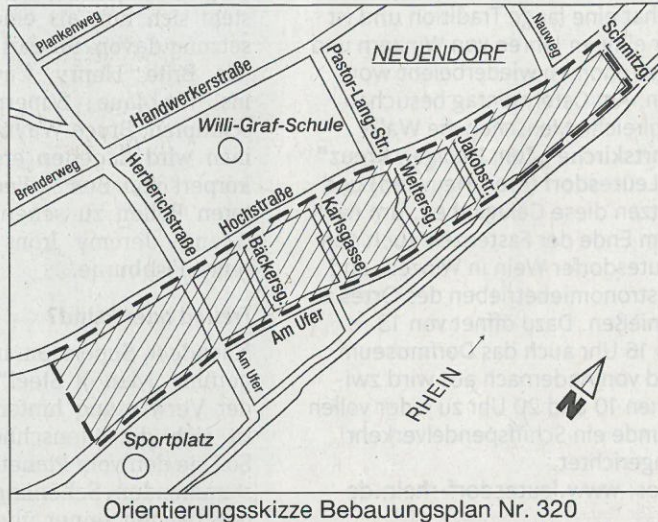 Plankenweg
Handwerkerstraße
NEUENDORF
Nauweg
Schmitzg.
Pastor-Lang-Str.
Willi-Graf-Schule
Brenderweg
Herberichstraße
Hochstraße
Jakobstr.
Weltersg.
Karlsgasse
Bäckersg.
Am Ufer
Am Ufer
RHEIN
N
Sportplatz
Orientierungsskizze Bebauungsplan Nr. 320